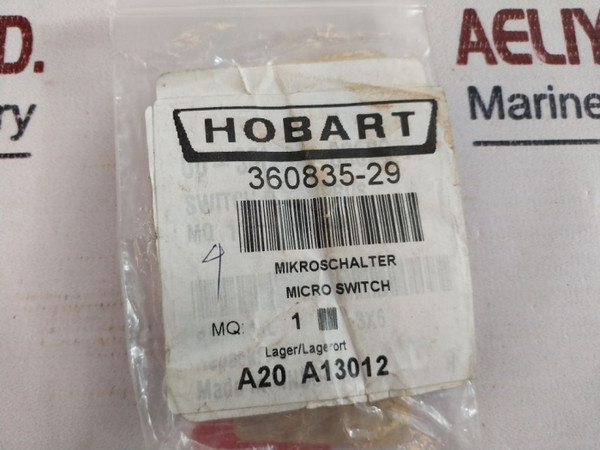 D.
ry
AELIY
Marine
HOBART
360835-29
MIKROSCHALTER
MICRO SWITCH
4
MQ: 1
Lager/Lagerort
A20 A13012